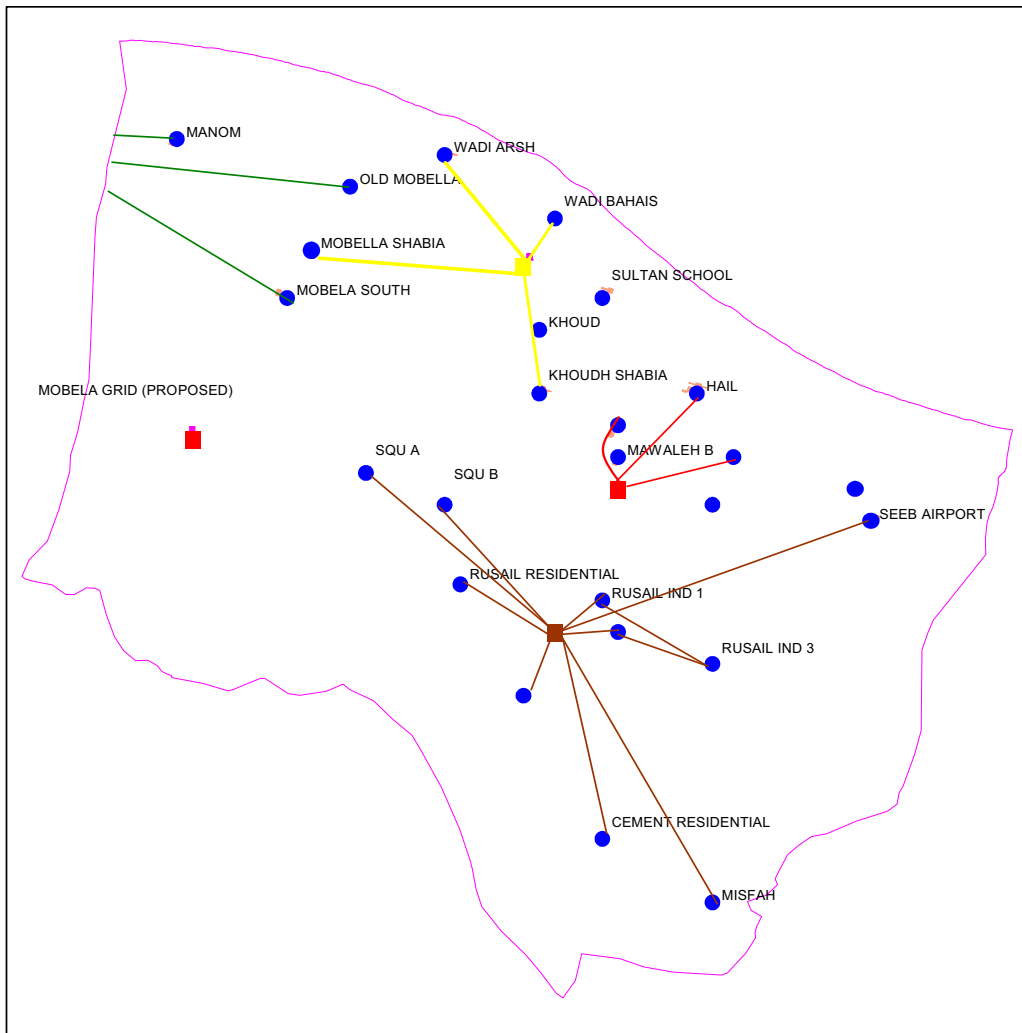 MANOM
WADI ARSH
OLD MOBELLA
WADI BAHAIS
MOBELLA SHABIA
SULTAN SCHOOL
MOBELA SOUTH
KHOUD
KHOUDH SHABIA
HAIL
MOBELA GRID (PROPOSED)
SQU A
MAWALEH B
SQU B
SEEB AIRPORT
RUSAIL RESIDENTIAL
RUSAIL IND 1
RUSAIL IND 3
CEMENT RESIDENTIAL
MISFAH